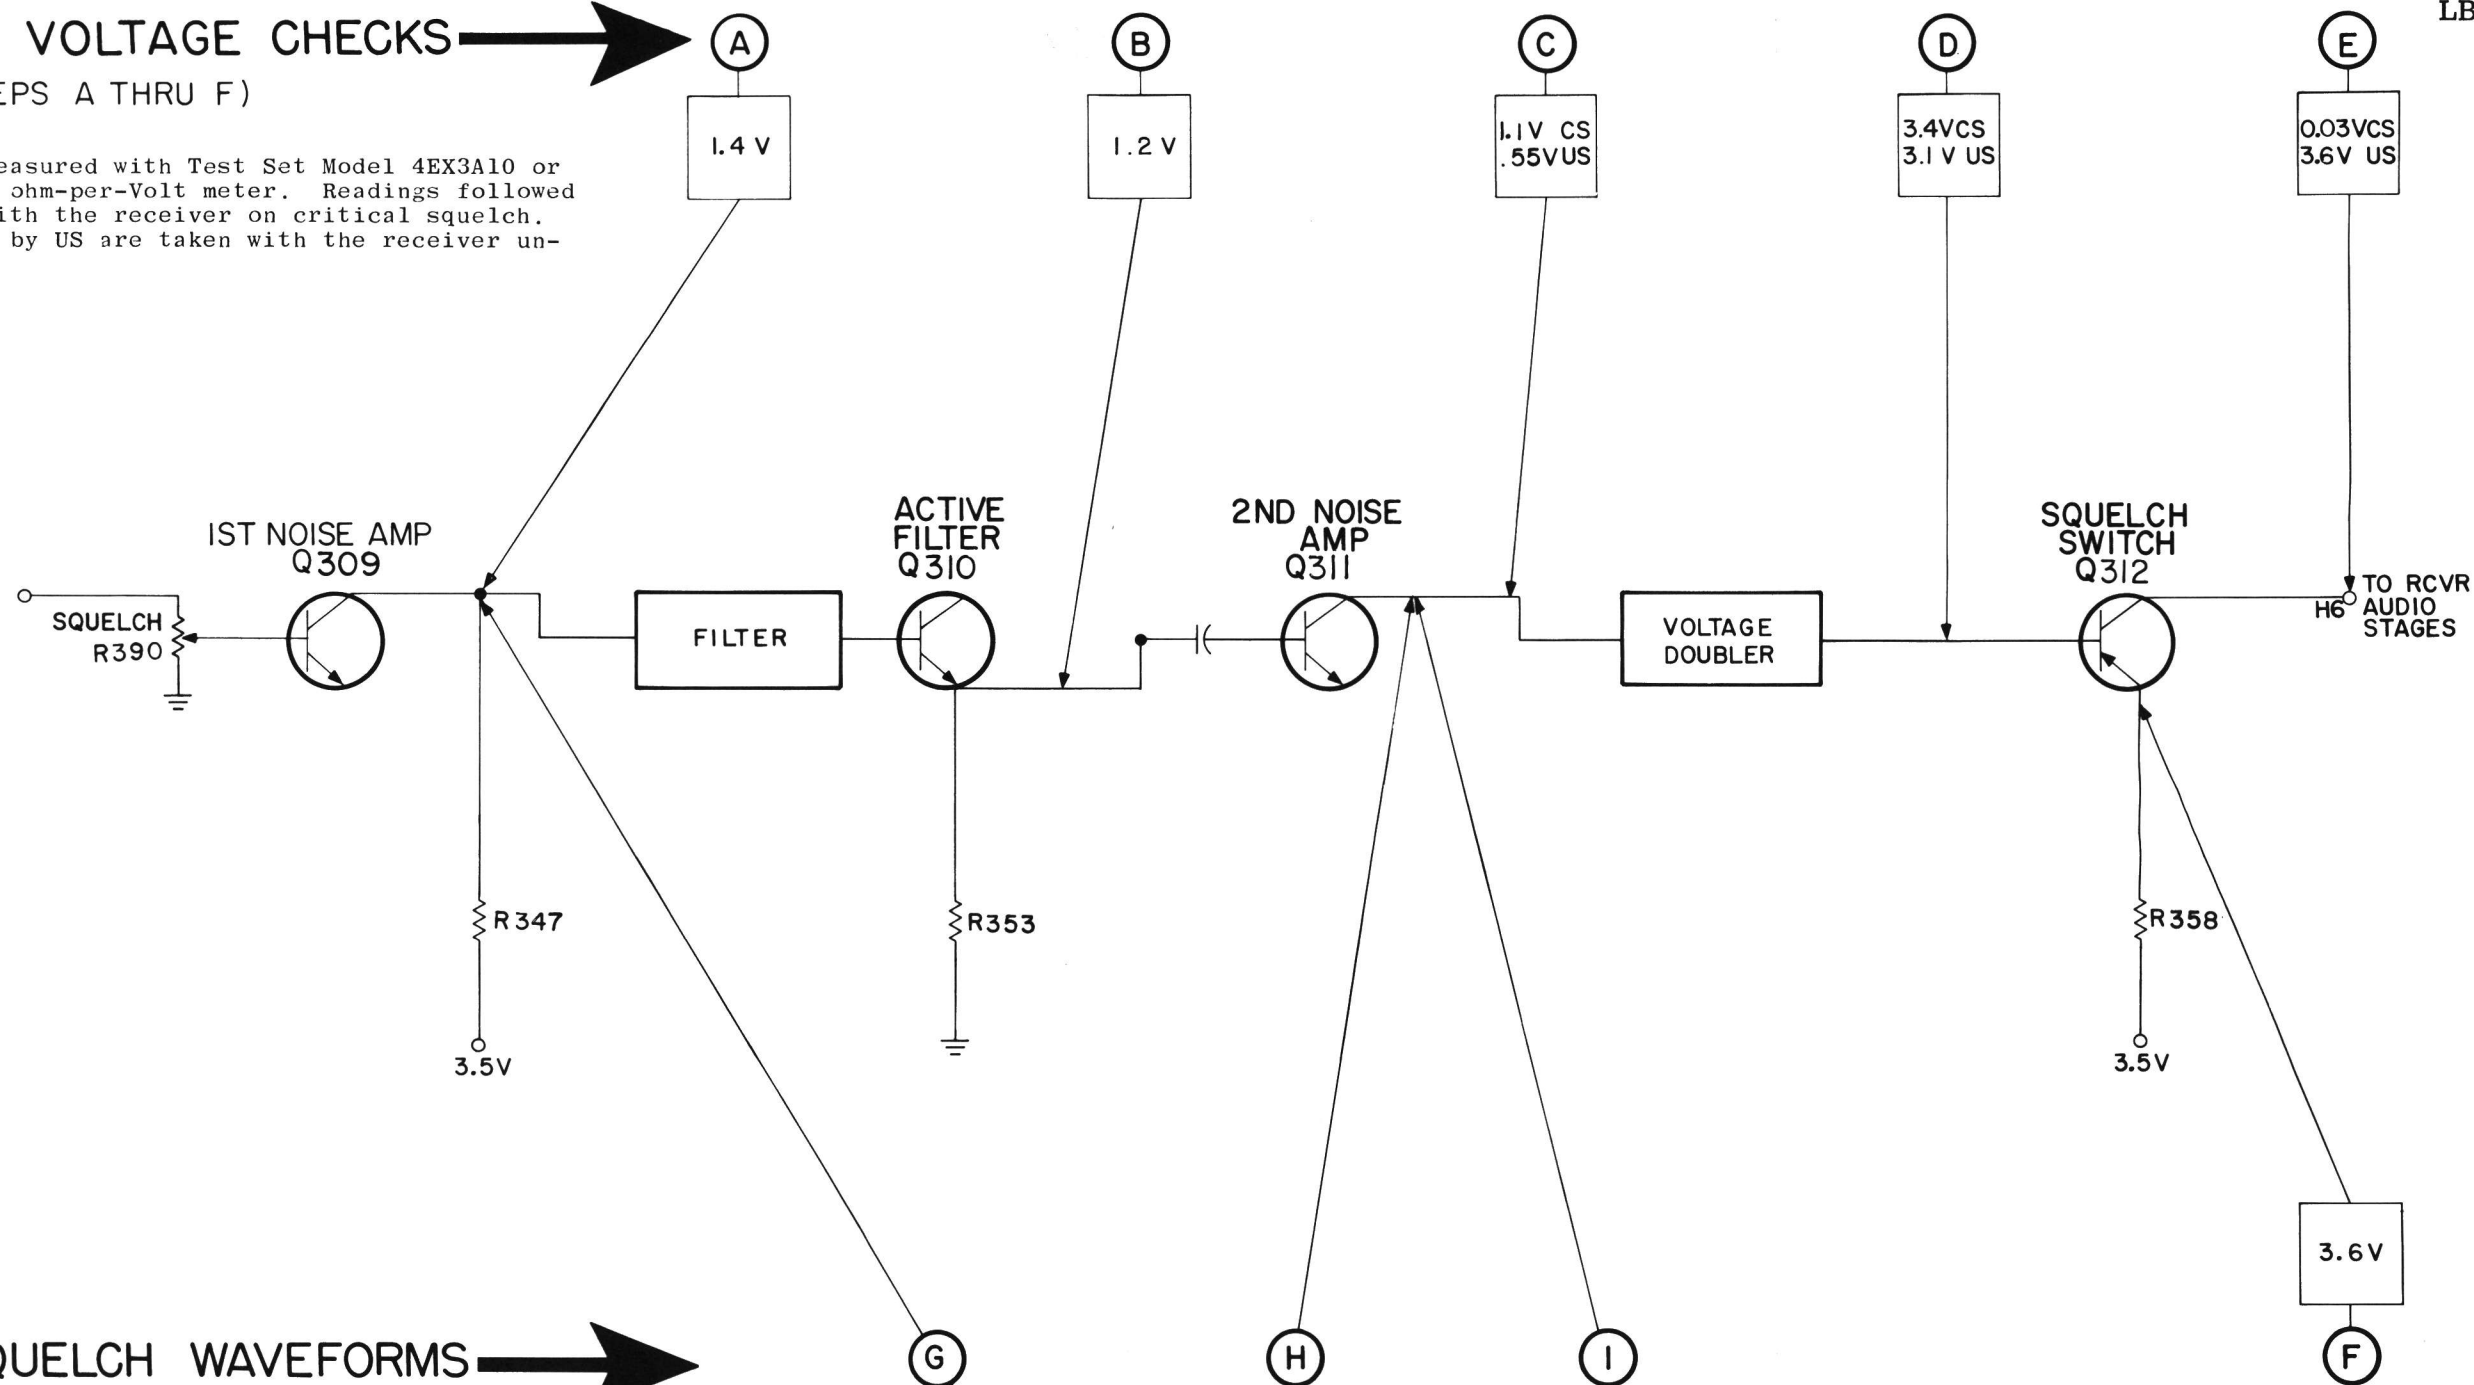 LB
VOLTAGE CHECKS
EPS A THRU F)
easured with Test Set Model 4EX3A10 or
ohm-per-Volt meter. Readings followed
ith the receiver on critical squelch.
by US are taken with the receiver un-
A
1.4 V
B
1.2 V
C
1.1V CS
.55V US
D
3.4VCS
3.1 V US
E
0.03VCS
3.6V US
1ST NOISE AMP
Q309
SQUELCH
R390
FILTER
ACTIVE
FILTER
Q310
2ND NOISE
AMP
Q311
VOLTAGE
DOUBLER
SQUELCH
SWITCH
Q312
H6
TO RCVR
AUDIO
STAGES
R347
3.5V
R353
R358
3.5V
3.6V
F
QUELCH WAVEFORMS
G
H
I